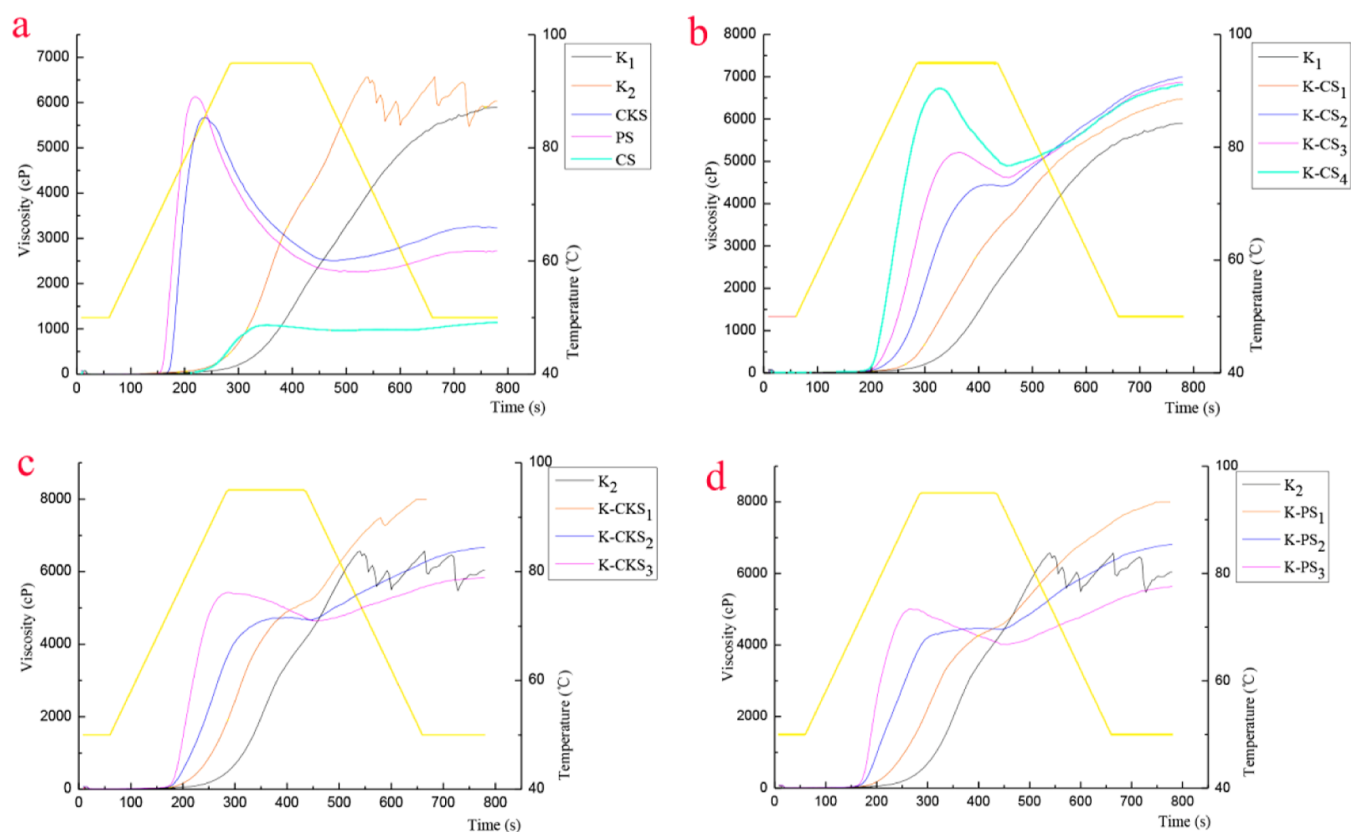 a
7000
6000
5000
4000
3000
2000
1000
0
Viscosity (cP)
0 100 200 300 400 500 600 700 800
Time (s)
100
80
60
40
Temperature (℃)
K1
K2
CKS
PS
CS
b
8000
7000
6000
5000
4000
3000
2000
1000
0
viscosity (cP)
0 100 200 300 400 500 600 700 800
Time (s)
100
80
60
40
Temperature (℃)
K1
K-CS1
K-CS2
K-CS3
K-CS4
c
8000
6000
4000
2000
0
Viscosity (cP)
0 100 200 300 400 500 600 700 800
Time (s)
100
80
60
40
Temperature (℃)
K2
K-CKS1
K-CKS2
K-CKS3
d
8000
6000
4000
2000
0
Viscosity (cP)
0 100 200 300 400 500 600 700 800
Time (s)
100
80
60
40
Temperature (℃)
K2
K-PS1
K-PS2
K-PS3